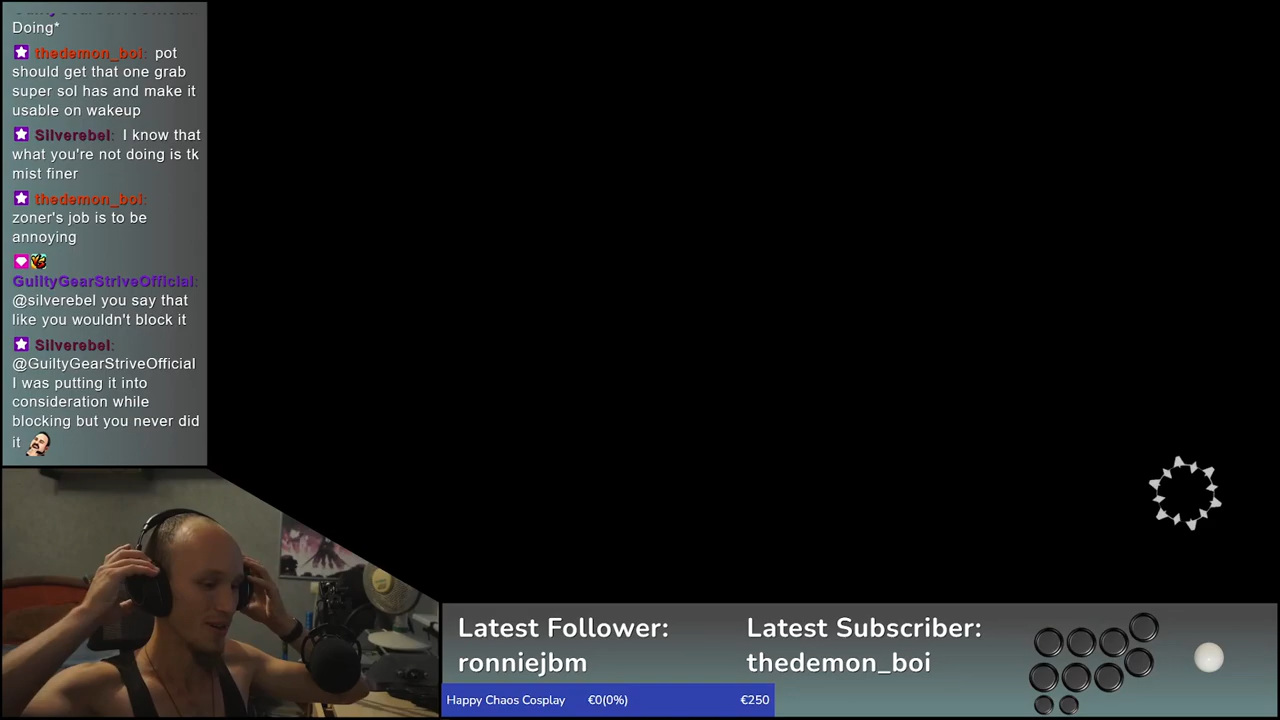 Doing*
thedemon_boi: pot
should get that one grab
super sol has and make it
usable on wakeup
Silverebel: I know that
what you're not doing is tk
mist finer
thedemon_boi:
zoner's job is to be
annoying
GuiltyGearStriveOfficial:
@silverebel you say that
like you wouldn't block it
Silverebel:
@GuiltyGearStriveOfficial
I was putting it into
consideration while
blocking but you never did
it
Latest Follower:
ronniejbm
Latest Subscriber:
thedemon_boi
Happy Chaos Cosplay €0(0%) €250